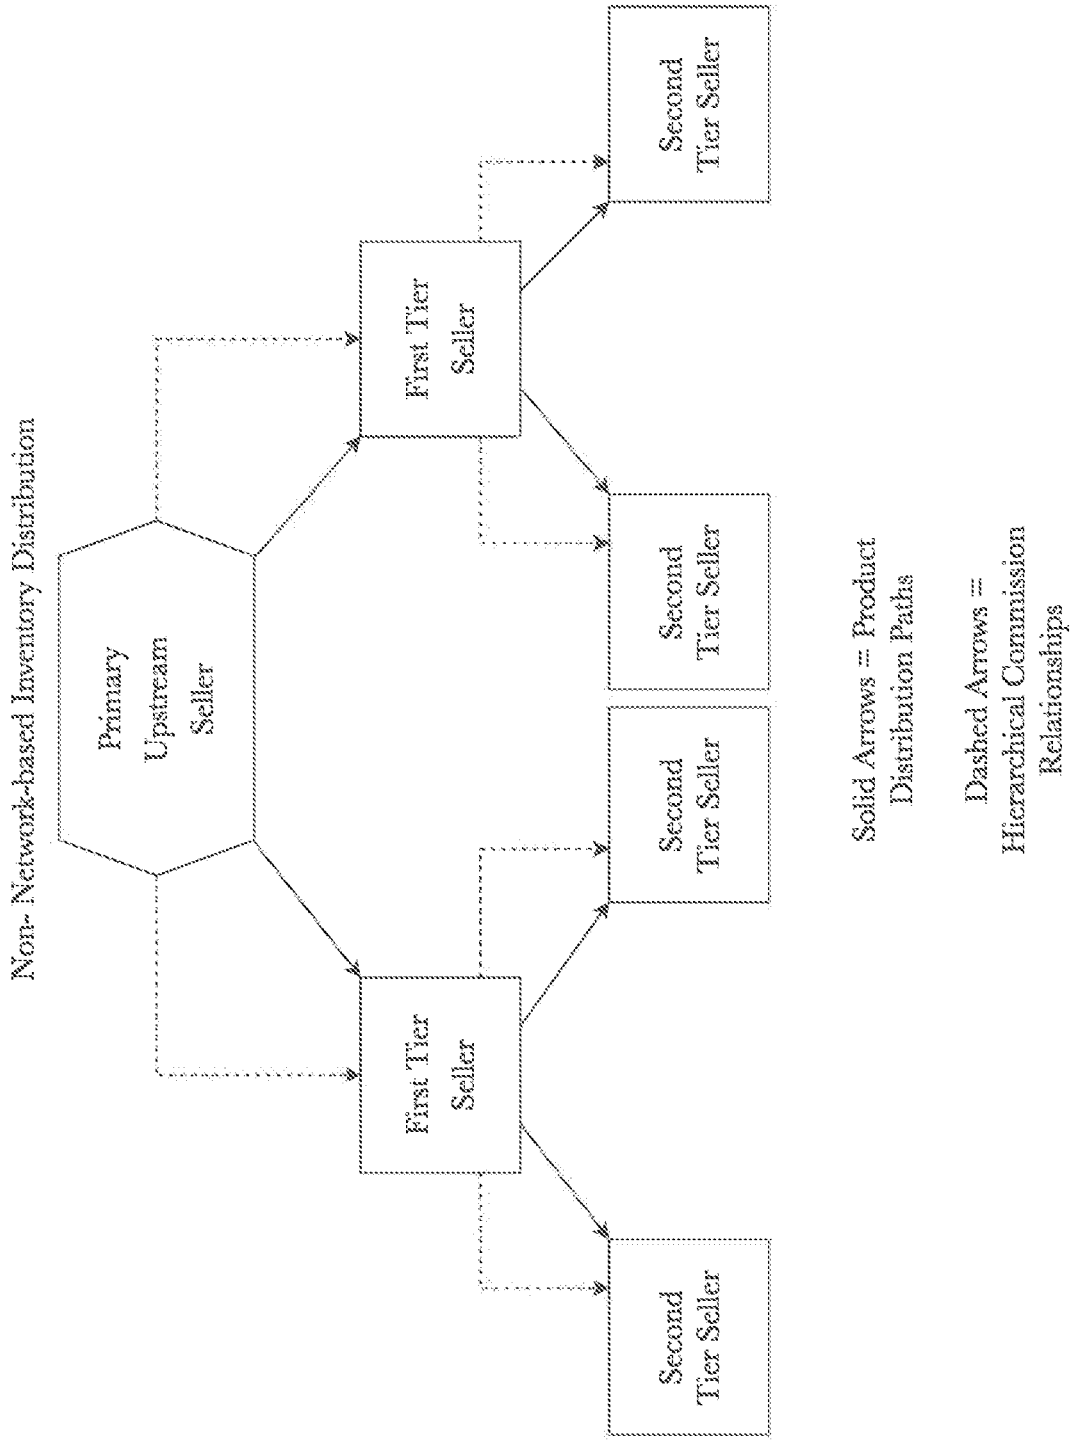 Non- Network-based Inventory Distribution
Primary
Upstream
Seller
First Tier
Seller
First Tier
Seller
Second
Tier Seller
Second
Tier Seller
Second
Tier Seller
Second
Tier Seller
Solid Arrows = Product
Distribution Paths
Dashed Arrows =
Hierarchical Commission
Relationships